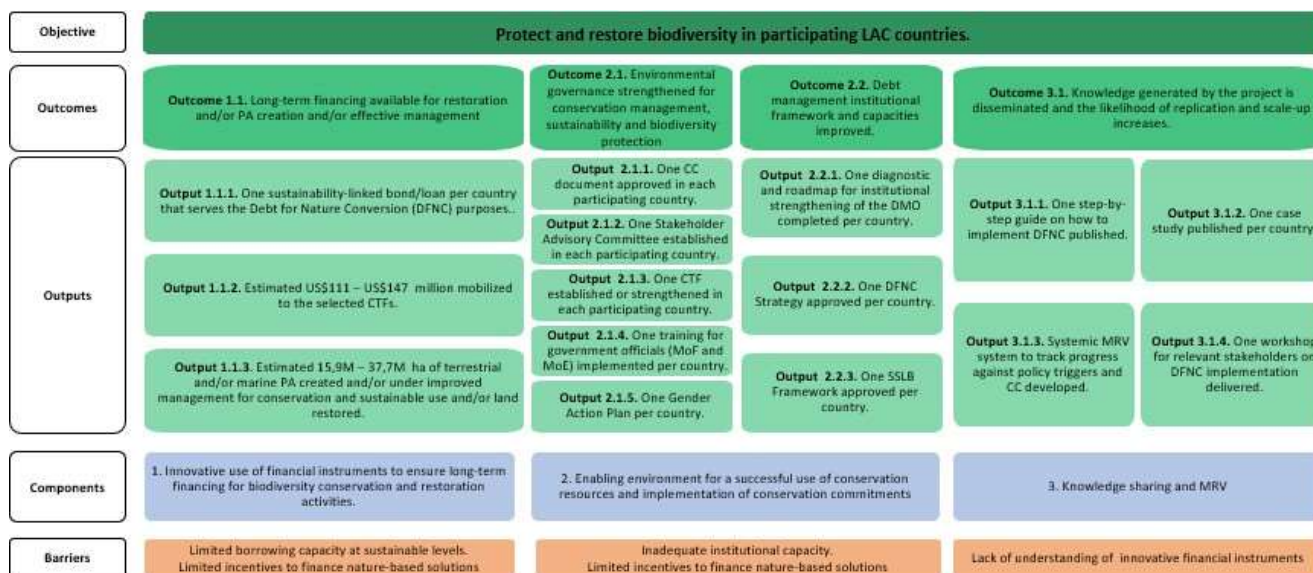 Objective
Protect and restore biodiversity in participating LAC countries.
Outcomes
Outcome 1.1. Long-term financing available for restoration
and/or PA creation and/or effective management
Outcome 2.1. Environmental
governance strengthened for
conservation management,
sustainability and biodiversity
protection
Outcome 2.2. Debt
management institutional
framework and capacities
improved.
Outcome 3.1. Knowledge generated by the project is
disseminated and the likelihood of replication and scale-up
increases.
Outputs
Output 1.1.1. One sustainability-linked bond/loan per country
that serves the Debt for Nature Conversion (DFNC) purposes..
Output 1.1.2. Estimated US$111 – US$147 million mobilized
to the selected CTFs.
Output 1.1.3. Estimated 15,9M – 37,7M ha of terrestrial
and/or marine PA created and/or under improved
management for conservation and sustainable use and/or land
restored.
Output 2.1.1. One CC
document approved in each
participating country.
Output 2.1.2. One Stakeholder
Advisory Committee established
in each participating country.
Output 2.1.3. One CTF
established or strengthened in
each participating country.
Output 2.1.4. One training for
government officials (MoF and
MoE) implemented per country.
Output 2.1.5. One Gender
Action Plan per country.
Output 2.2.1. One diagnostic
and roadmap for institutional
strengthening of the DMO
completed per country.
Output 2.2.2. One DFNC
Strategy approved per country.
Output 2.2.3. One SSLB
Framework approved per
country.
Output 3.1.1. One step-by-
step guide on how to
implement DFNC published.
Output 3.1.2. One case
study published per country
Output 3.1.3. Systemic MRV
system to track progress
against policy triggers and
CC developed.
Output 3.1.4. One workshop
for relevant stakeholders on
DFNC implementation
delivered.
Components
1. Innovative use of financial instruments to ensure long-term
financing for biodiversity conservation and restoration
activities.
2. Enabling environment for a successful use of conservation
resources and implementation of conservation commitments
3. Knowledge sharing and MRV
Barriers
Limited borrowing capacity at sustainable levels.
Limited incentives to finance nature-based solutions
Inadequate institutional capacity.
Limited incentives to finance nature-based solutions
Lack of understanding of innovative financial instruments